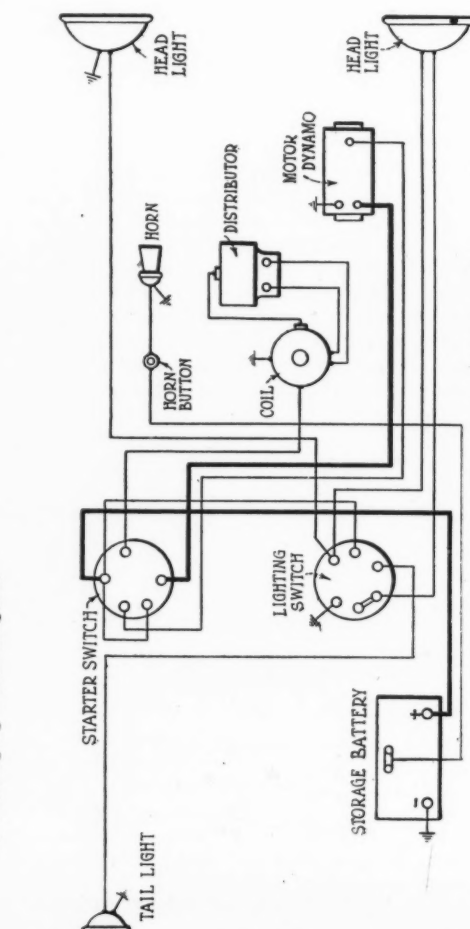 HEAD
LIGHT
HEAD
LIGHT
MOTOR
DYNAMO
DISTRIBUTOR
HORN
HORN
BUTTON
COIL
STARTER SWITCH
LIGHTING
SWITCH
STORAGE BATTERY
+
-
TAIL LIGHT